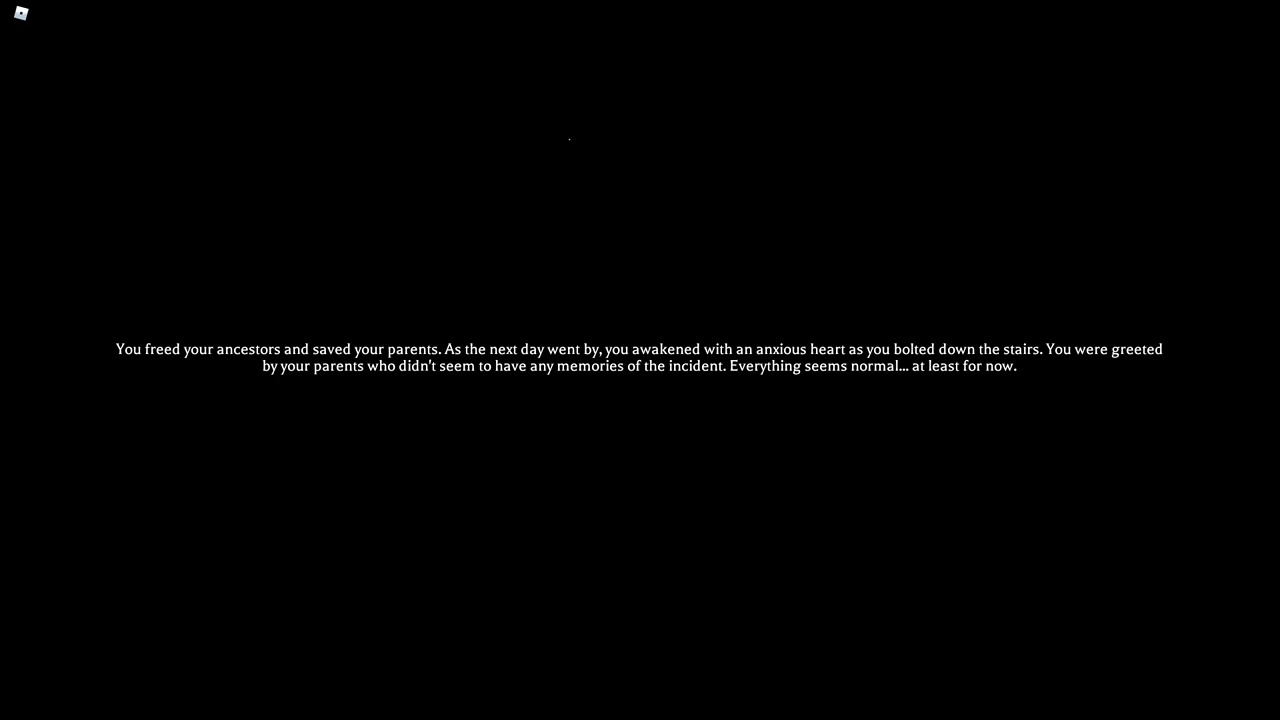 You freed your ancestors and saved your parents. As the next day went by, you awakened with an anxious heart as you bolted down the stairs. You were greeted
by your parents who didn't seem to have any memories of the incident. Everything seems normal... at least for now.